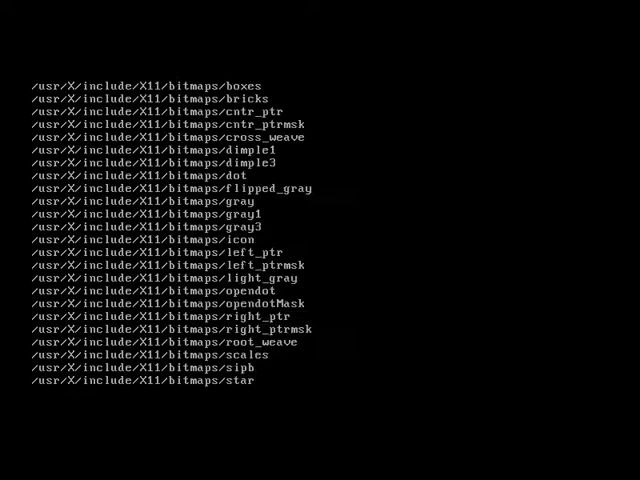 /usr/X/include/X11/bitmaps/boxes
/usr/X/include/X11/bitmaps/bricks
/usr/X/include/X11/bitmaps/cntr_ptr
/usr/X/include/X11/bitmaps/cntr_ptrmsk
/usr/X/include/X11/bitmaps/cross_weave
/usr/X/include/X11/bitmaps/dimple1
/usr/X/include/X11/bitmaps/dimple3
/usr/X/include/X11/bitmaps/dot
/usr/X/include/X11/bitmaps/flipped_gray
/usr/X/include/X11/bitmaps/gray
/usr/X/include/X11/bitmaps/gray1
/usr/X/include/X11/bitmaps/gray3
/usr/X/include/X11/bitmaps/icon
/usr/X/include/X11/bitmaps/left_ptr
/usr/X/include/X11/bitmaps/left_ptrmsk
/usr/X/include/X11/bitmaps/light_gray
/usr/X/include/X11/bitmaps/opendot
/usr/X/include/X11/bitmaps/opendotMask
/usr/X/include/X11/bitmaps/right_ptr
/usr/X/include/X11/bitmaps/right_ptrmsk
/usr/X/include/X11/bitmaps/root_weave
/usr/X/include/X11/bitmaps/scales
/usr/X/include/X11/bitmaps/sipb
/usr/X/include/X11/bitmaps/star